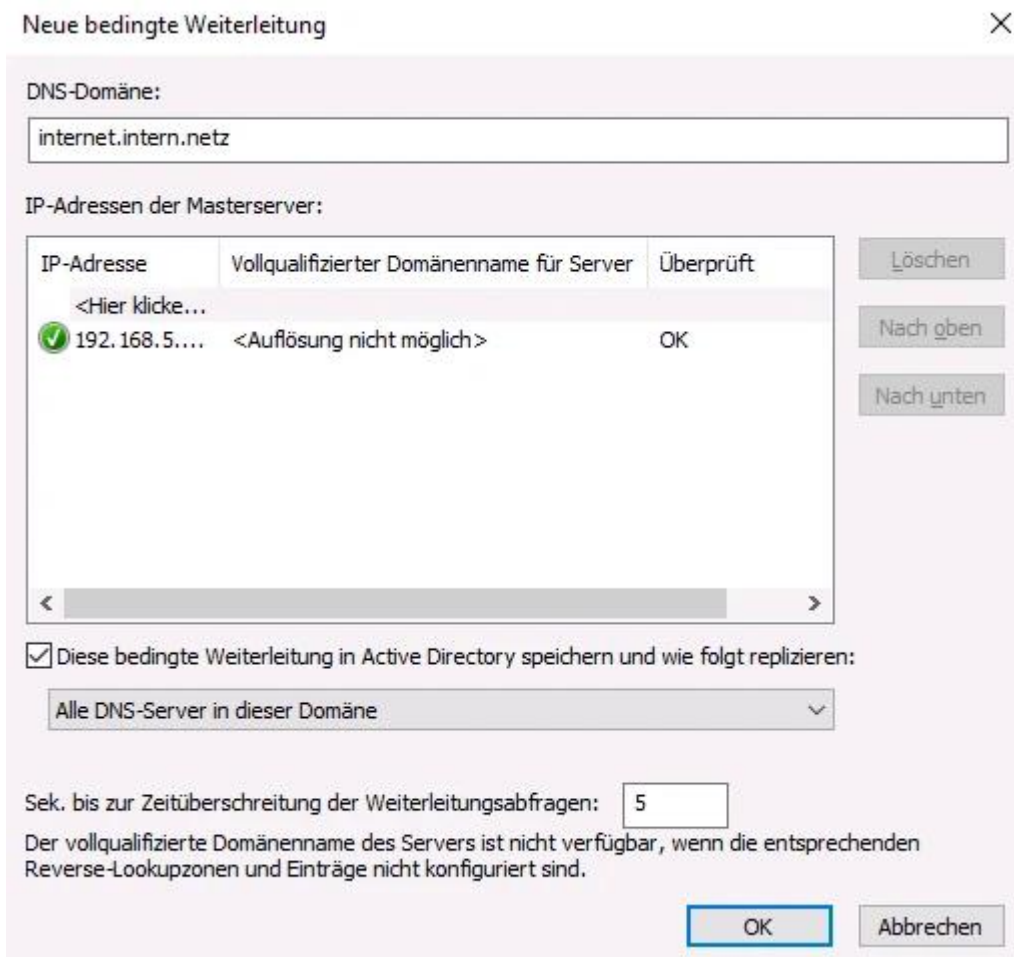 Neue bedingte Weiterleitung
DNS-Domäne:
internet.intern.netz
IP-Adressen der Masterserver:
IP-Adresse Vollqualifizierter Domänenname für Server Überprüft
<Hier klicke...
192.168.5.... <Auflösung nicht möglich> OK
Löschen
Nach oben
Nach unten
Diese bedingte Weiterleitung in Active Directory speichern und wie folgt replizieren:
Alle DNS-Server in dieser Domäne
Sek. bis zur Zeitüberschreitung der Weiterleitungsabfragen: 5
Der vollqualifizierte Domänenname des Servers ist nicht verfügbar, wenn die entsprechenden
Reverse-Lookupzonen und Einträge nicht konfiguriert sind.
OK Abbrechen